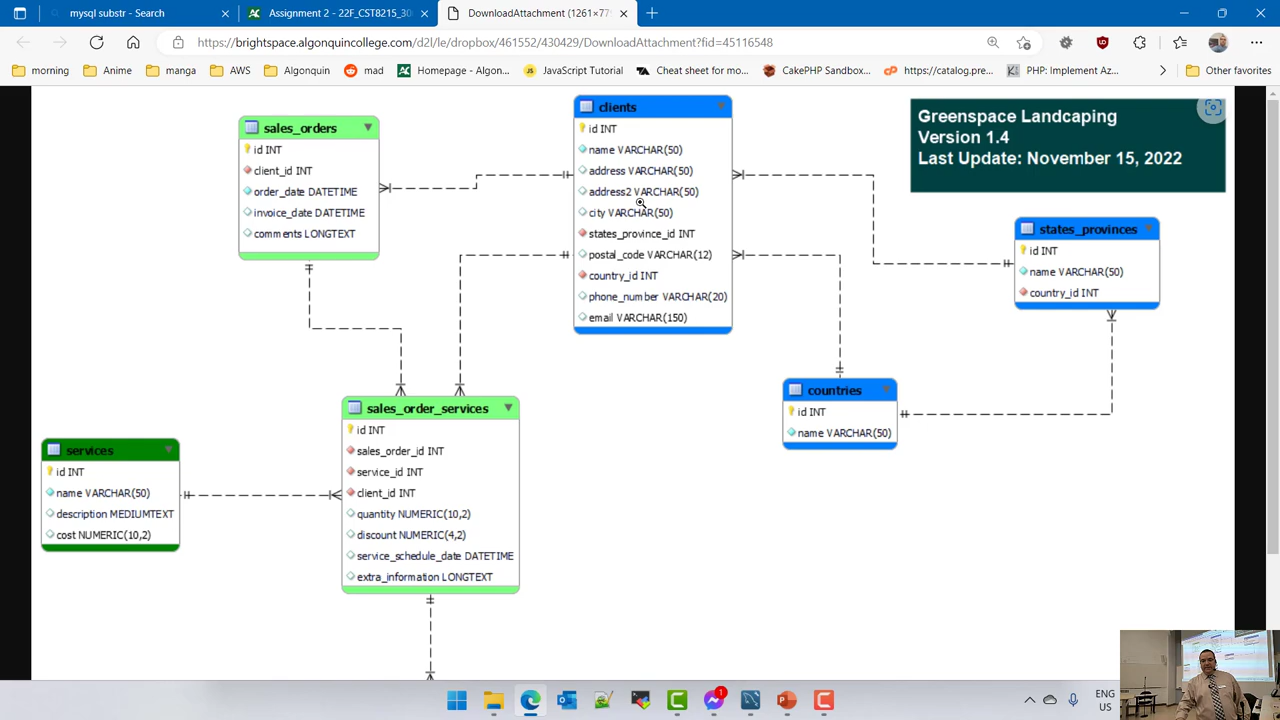 mysql substr - Search
Assignment 2 - 22F_CST8215_30
DownloadAttachment (1261×77
https://brightspace.algonquincollege.com/d2l/le/dropbox/461552/430429/DownloadAttachment?fid=45116548
morning
Anime
manga
AWS
Algonquin
mad
Homepage - Algon...
JavaScript Tutorial
Cheat sheet for mo...
CakePHP Sandbox...
https://catalog.pre...
PHP: Implement Az...
Other favorites
sales_orders
id INT
client_id INT
order_date DATETIME
invoice_date DATETIME
comments LONGTEXT
clients
id INT
name VARCHAR(50)
address VARCHAR(50)
address2 VARCHAR(50)
city VARCHAR(50)
states_province_id INT
postal_code VARCHAR(12)
country_id INT
phone_number VARCHAR(20)
email VARCHAR(150)
Greenspace Landcaping
Version 1.4
Last Update: November 15, 2022
states_provinces
id INT
name VARCHAR(50)
country_id INT
countries
id INT
name VARCHAR(50)
sales_order_services
id INT
sales_order_id INT
service_id INT
client_id INT
quantity NUMERIC(10,2)
discount NUMERIC(4,2)
service_schedule_date DATETIME
extra_information LONGTEXT
services
id INT
name VARCHAR(50)
description MEDIUMTEXT
cost NUMERIC(10,2)
1
ENG
US